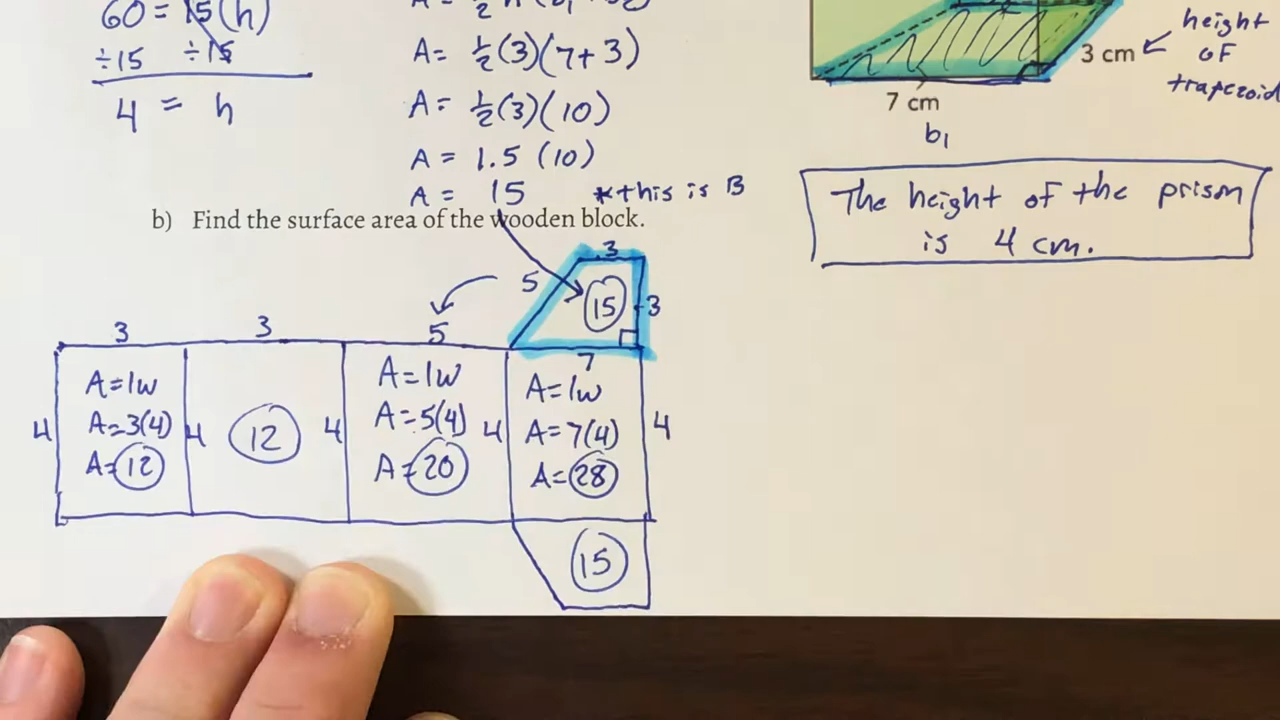 60 = 15(h)
÷15 ÷15
4 = h
A = 1/2 (3)(7+3)
A = 1/2 (3)(10)
A = 1.5 (10)
A = 15 *this is B
height
of
trapezoid
3 cm
7 cm
b1
The height of the prism
is 4 cm.
b) Find the surface area of the wooden block.
3
5
15
3
7
3
3
5
4
A=lw
A=3(4)
A=12
4
12
4
A=lw
A=5(4)
A=20
4
A=lw
A=7(4)
A=28
4
15